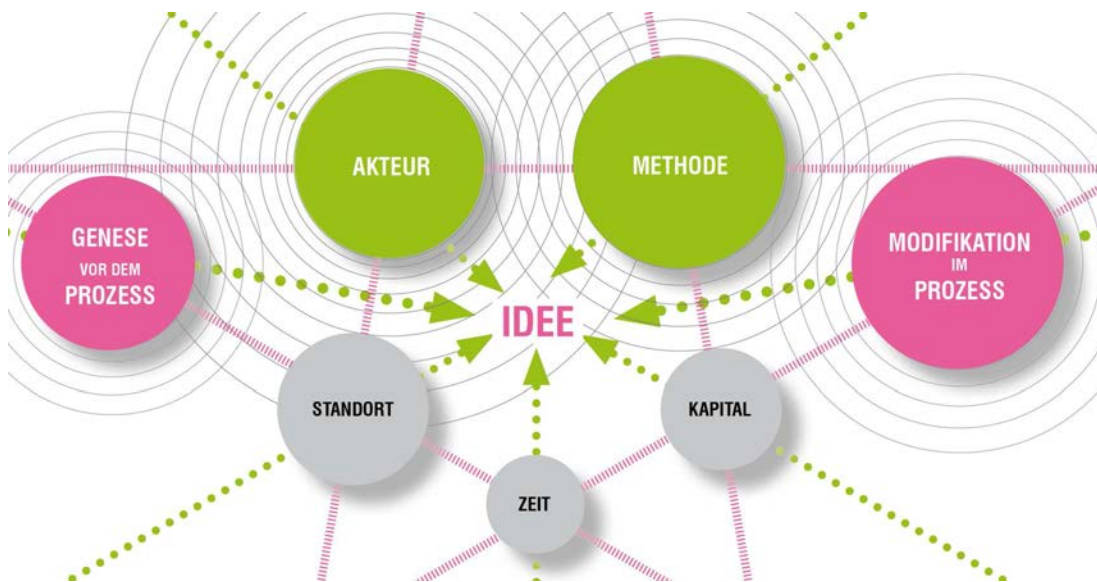 AKTEUR
METHODE
GENESE
VOR DEM
PROZESS
MODIFIKATION
IM
PROZESS
IDEE
STANDORT
KAPITAL
ZEIT